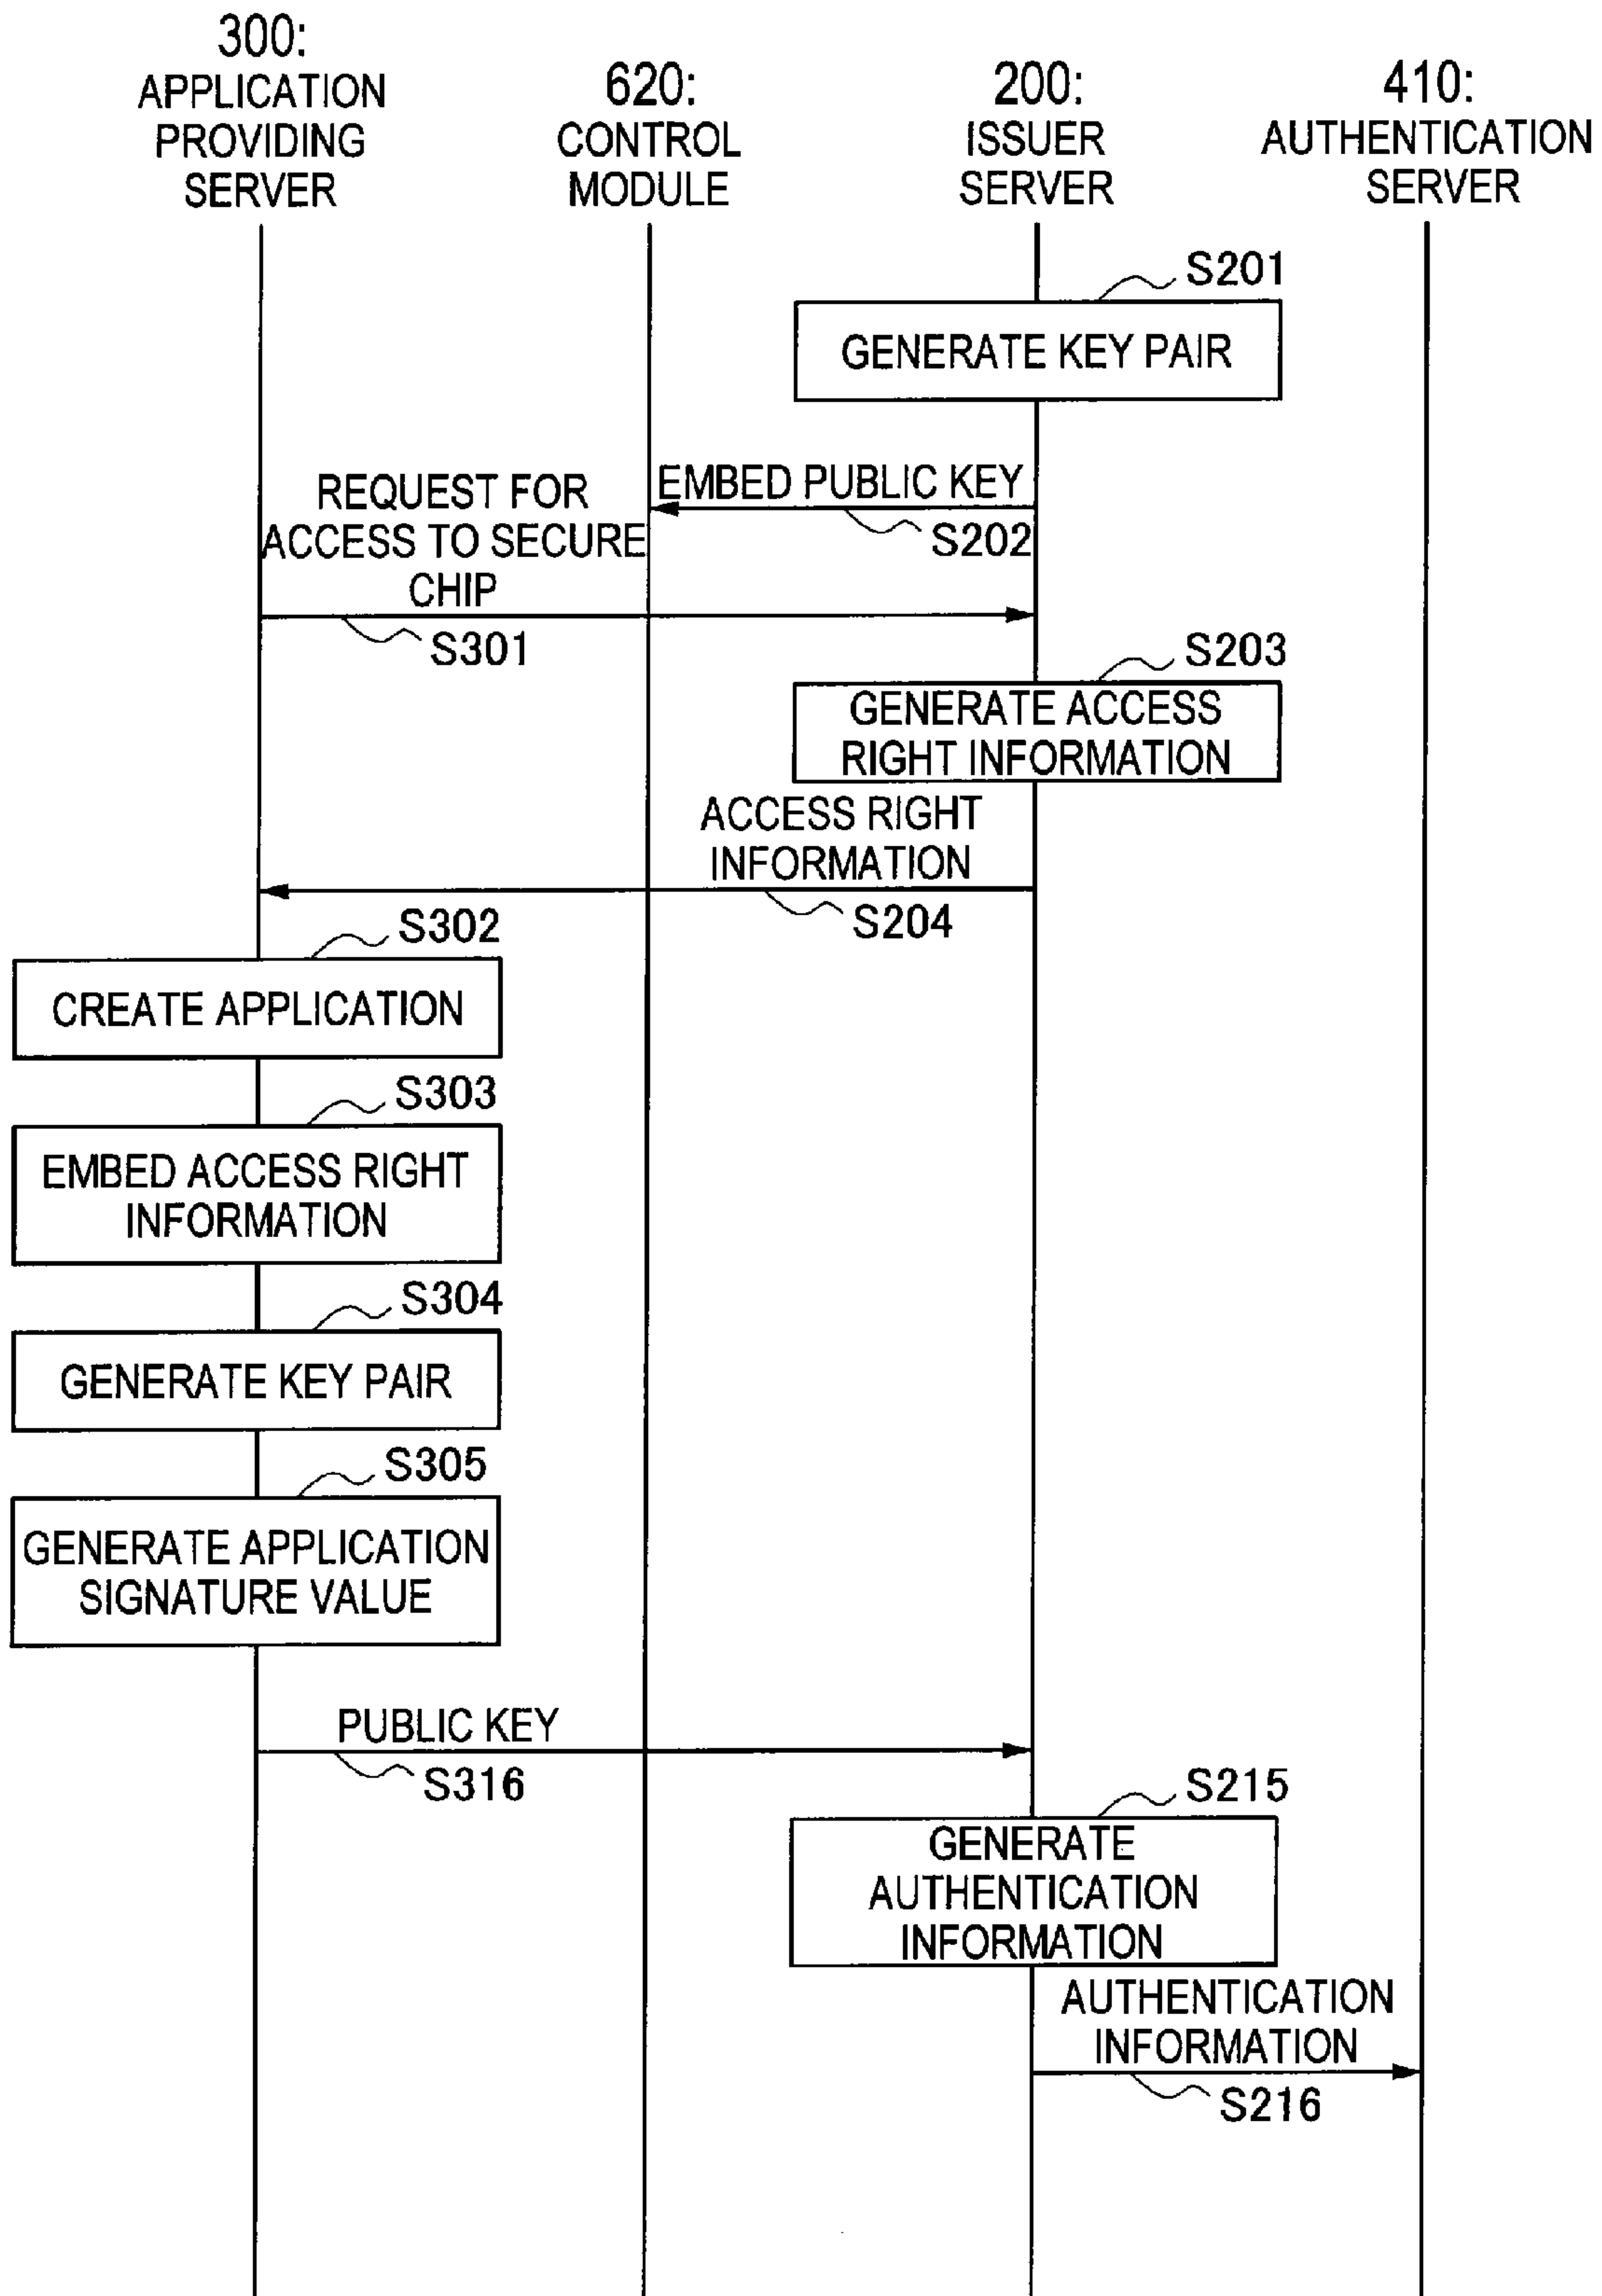 300:
APPLICATION
PROVIDING
SERVER
620:
CONTROL
MODULE
200:
ISSUER
SERVER
410:
AUTHENTICATION
SERVER
S201
GENERATE KEY PAIR
EMBED PUBLIC KEY
S202
REQUEST FOR
ACCESS TO SECURE
CHIP
S301
S203
GENERATE ACCESS
RIGHT INFORMATION
ACCESS RIGHT
INFORMATION
S204
S302
CREATE APPLICATION
S303
EMBED ACCESS RIGHT
INFORMATION
S304
GENERATE KEY PAIR
S305
GENERATE APPLICATION
SIGNATURE VALUE
PUBLIC KEY
S316
S215
GENERATE
AUTHENTICATION
INFORMATION
AUTHENTICATION
INFORMATION
S216